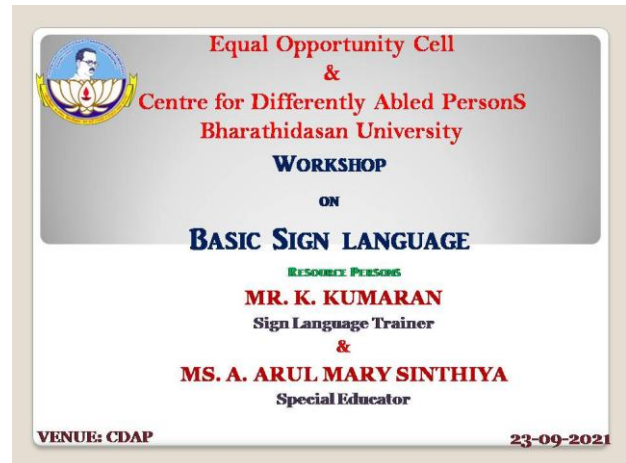 Equal Opportunity Cell
&
Centre for Differently Abled PersonS
Bharathidasan University
WORKSHOP
ON
BASIC SIGN LANGUAGE
RESOURCE PERSONS
MR. K. KUMARAN
Sign Language Trainer
&
MS. A. ARUL MARY SINTHIYA
Special Educator
VENUE: CDAP
23-09-2021